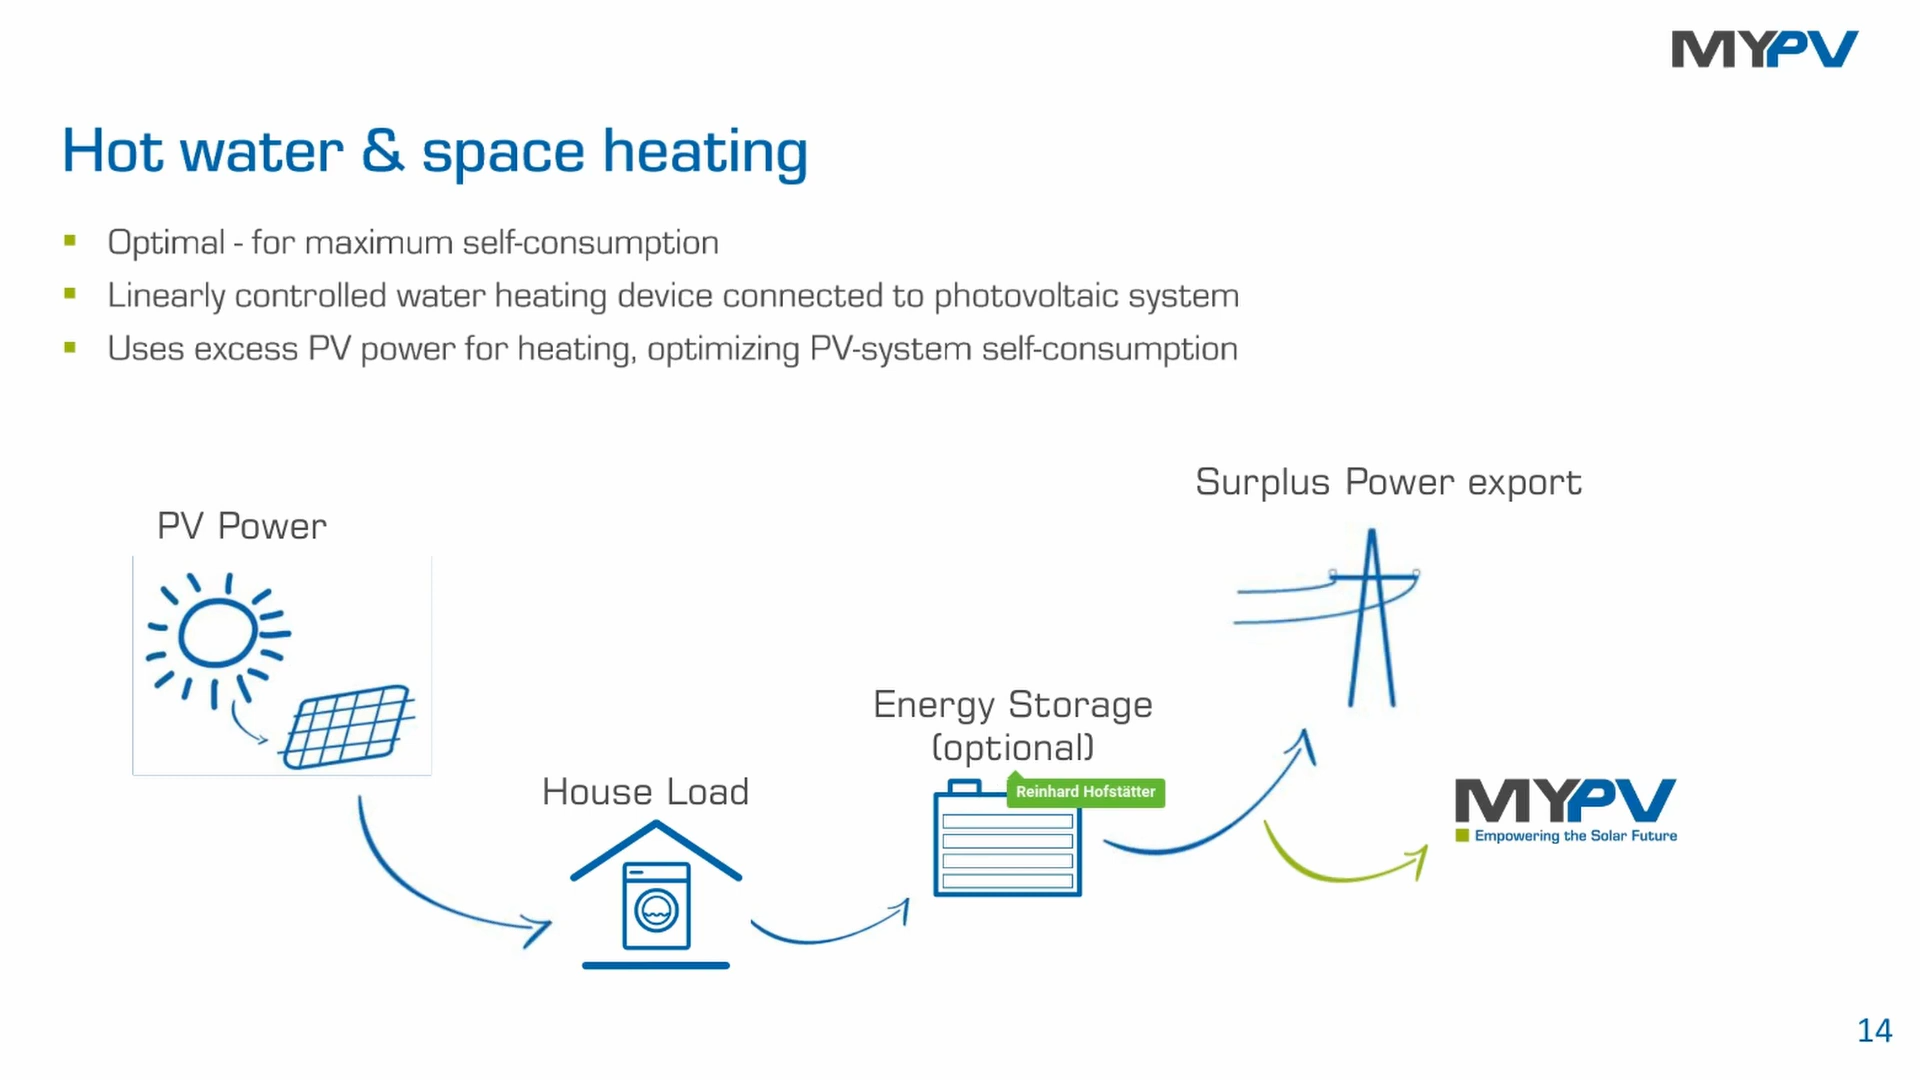 MYPV
Hot water & space heating
Optimal - for maximum self-consumption
Linearly controlled water heating device connected to photovoltaic system
Uses excess PV power for heating, optimizing PV-system self-consumption
Surplus Power export
PV Power
Energy Storage
(optional)
Reinhard Hofstätter
House Load
MYPV
Empowering the Solar Future
14